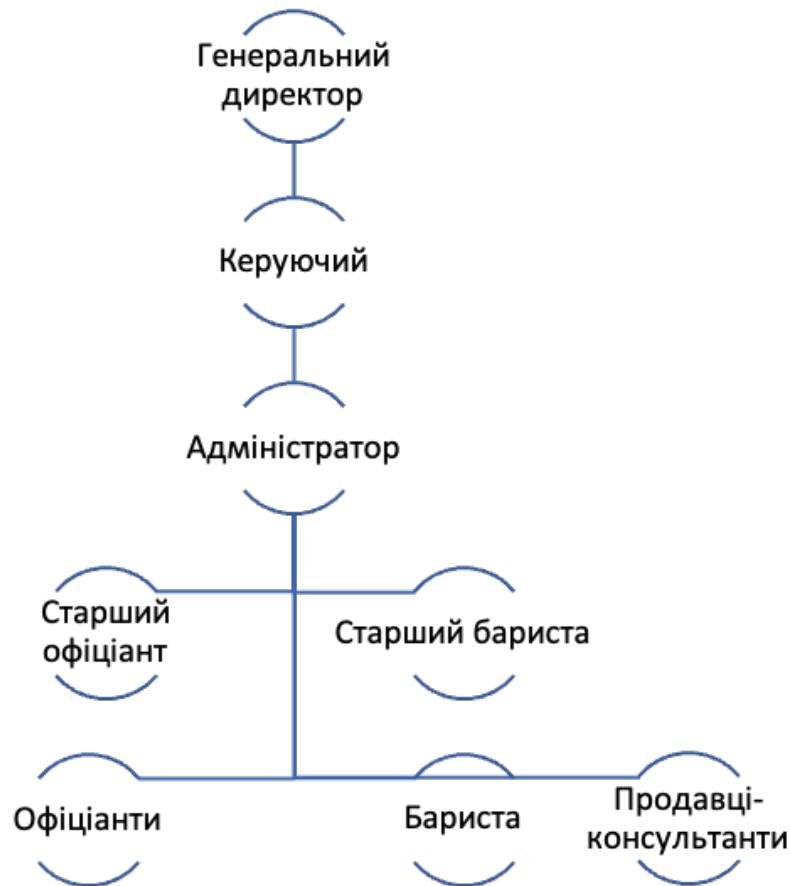 Генеральний
директор
Керуючий
Адміністратор
Старший
офіціант
Старший бариста
Офіціанти
Бариста
Продавці-
консультанти